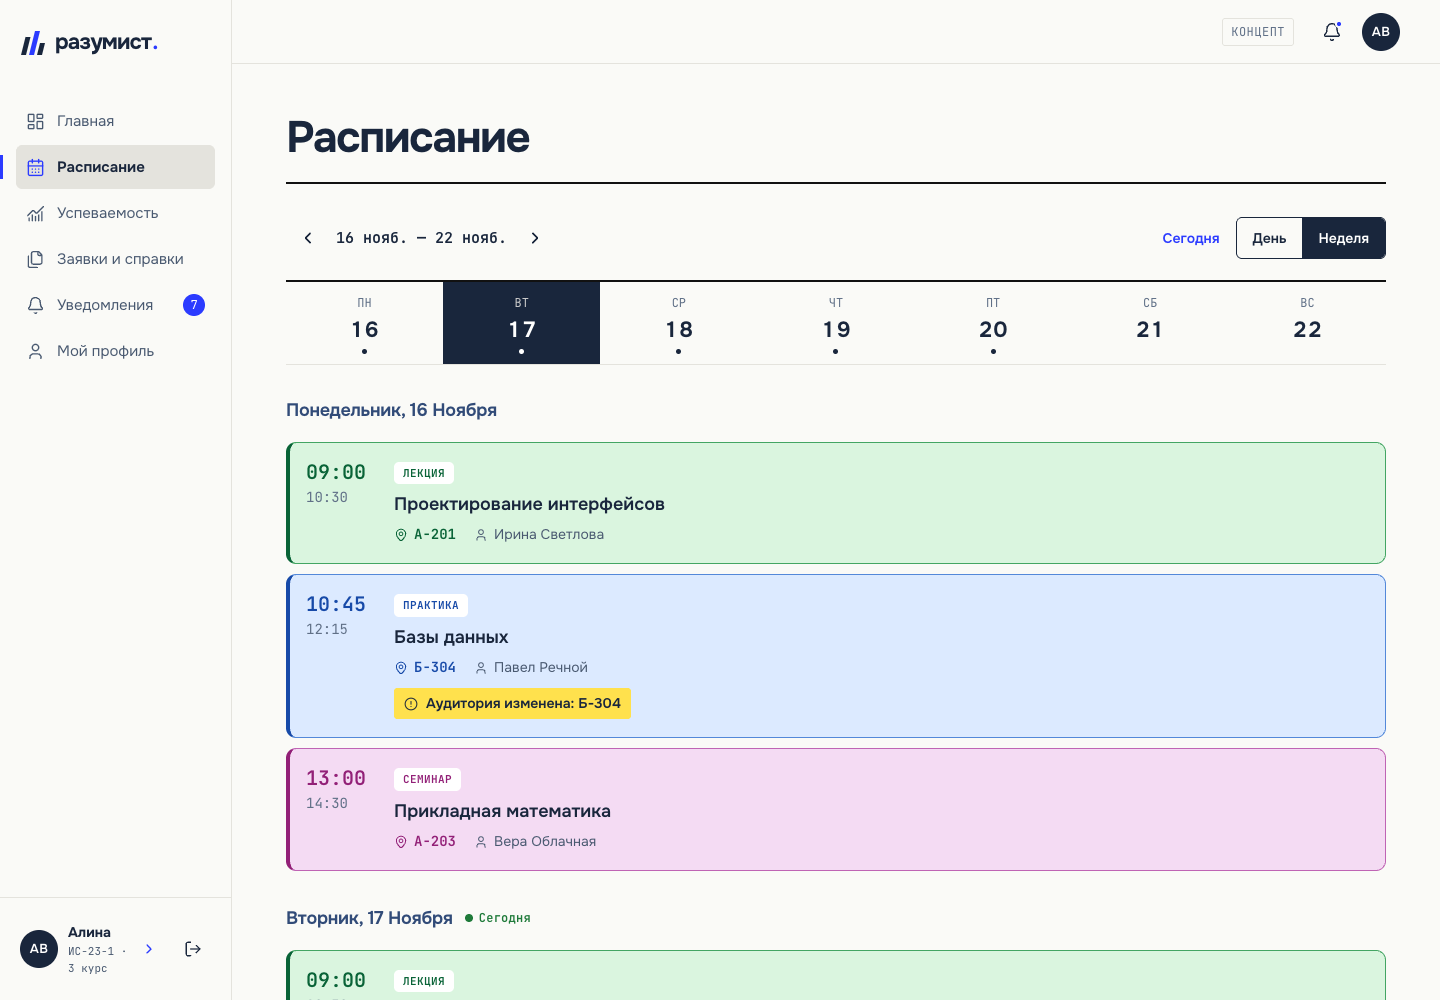 разумист.
КОНЦЕПТ
АВ
Главная
Расписание
Успеваемость
Заявки и справки
Уведомления 7
Мой профиль
Расписание
16 нояб. — 22 нояб.
Сегодня
День
Неделя
ПН ВТ СР ЧТ ПТ СБ ВС
16 17 18 19 20 21 22
Понедельник, 16 Ноября
09:00 ЛЕКЦИЯ
10:30
Проектирование интерфейсов
А-201 Ирина Светлова
10:45 ПРАКТИКА
12:15
Базы данных
Б-304 Павел Речной
Аудитория изменена: Б-304
13:00 СЕМИНАР
14:30
Прикладная математика
А-203 Вера Облачная
Вторник, 17 Ноября Сегодня
09:00 ЛЕКЦИЯ
АВ
Алина
ИС-23-1 ·
3 курс